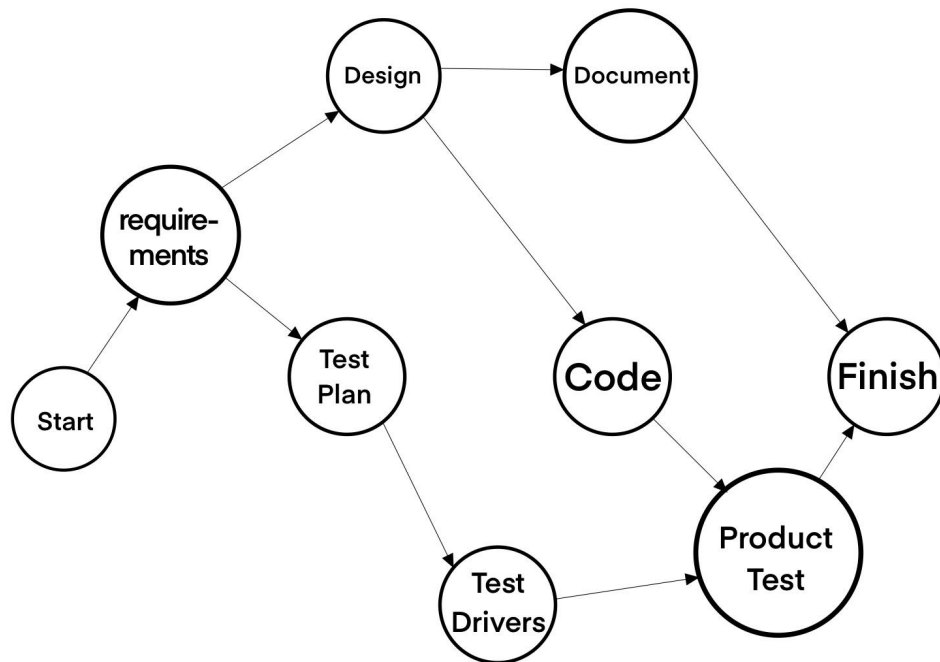 Design
Document
require-
ments
Test
Plan
Code
Finish
Start
Product
Test
Test
Drivers